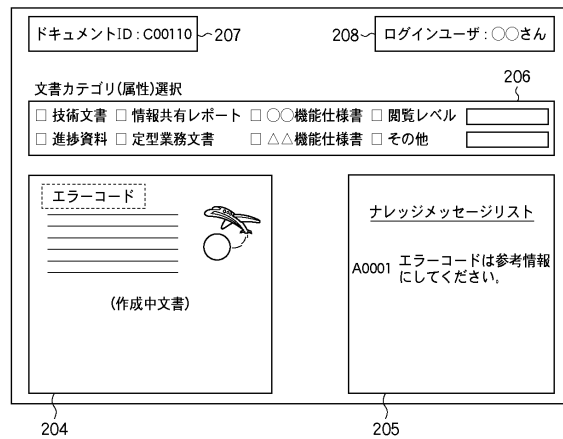 ドキュメントID:C00110
207
208
ログインユーザ:○○さん
206
文書カテゴリ(属性)選択
□ 技術文書 □ 情報共有レポート □ ○○機能仕様書 □ 閲覧レベル
□ 進捗資料 □ 定型業務文書 □ △△機能仕様書 □ その他
エラーコード
(作成中文書)
ナレッジメッセージリスト
A0001 エラーコードは参考情報
にしてください。
204
205